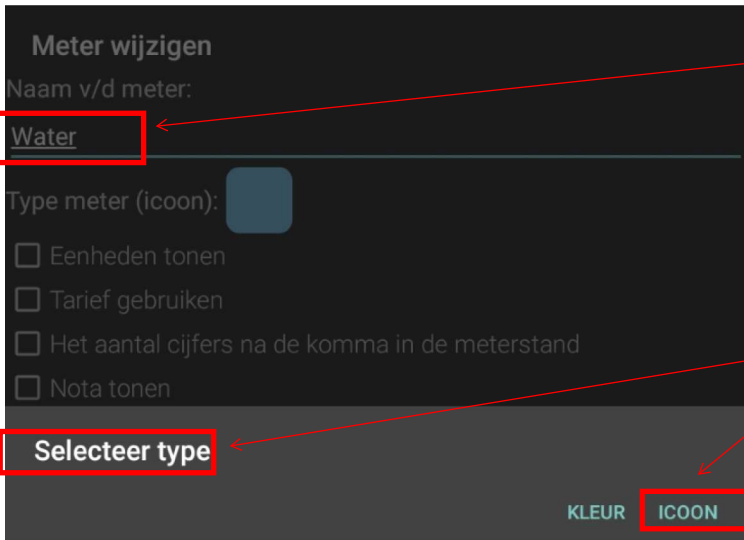 Meter wijzigen
Naam v/d meter:
Water
Type meter (icoon):
Eenheden tonen
Tarief gebruiken
Het aantal cijfers na de komma in de meterstand
Nota tonen
Selecteer type
KLEUR ICOON